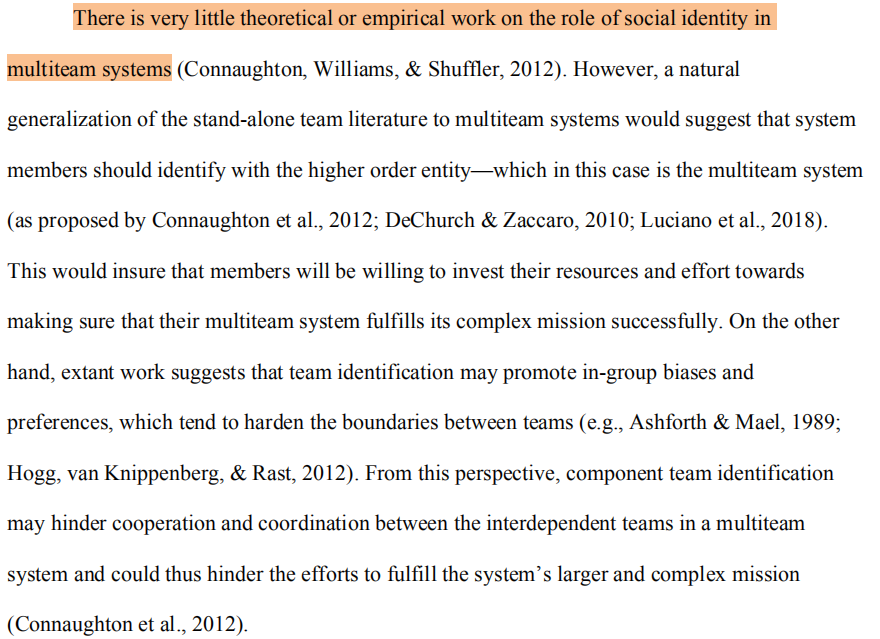 There is very little theoretical or empirical work on the role of social identity in
multiteam systems (Connaughton, Williams, & Shuffler, 2012). However, a natural
generalization of the stand-alone team literature to multiteam systems would suggest that system
members should identify with the higher order entity—which in this case is the multiteam system
(as proposed by Connaughton et al., 2012; DeChurch & Zaccaro, 2010; Luciano et al., 2018).
This would insure that members will be willing to invest their resources and effort towards
making sure that their multiteam system fulfills its complex mission successfully. On the other
hand, extant work suggests that team identification may promote in-group biases and
preferences, which tend to harden the boundaries between teams (e.g., Ashforth & Mael, 1989;
Hogg, van Knippenberg, & Rast, 2012). From this perspective, component team identification
may hinder cooperation and coordination between the interdependent teams in a multiteam
system and could thus hinder the efforts to fulfill the system’s larger and complex mission
(Connaughton et al., 2012).